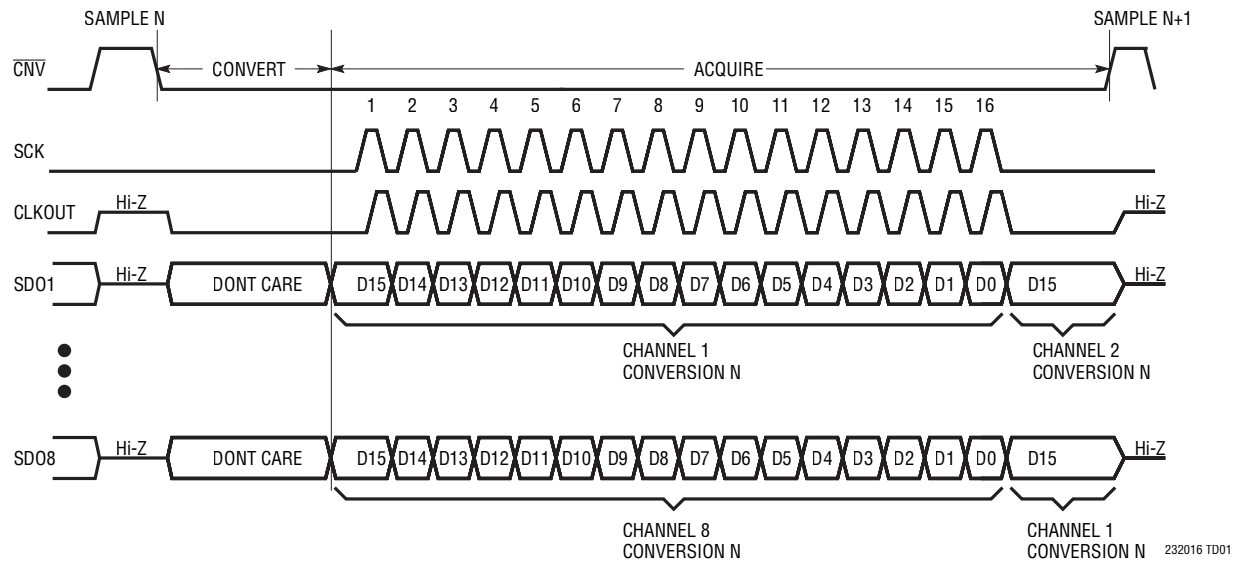 SAMPLE N SAMPLE N+1
CNV CONVERT ACQUIRE
1 2 3 4 5 6 7 8 9 10 11 12 13 14 15 16
SCK
CLKOUT Hi-Z Hi-Z
SDO1 Hi-Z DONT CARE D15 D14 D13 D12 D11 D10 D9 D8 D7 D6 D5 D4 D3 D2 D1 D0 D15 Hi-Z
CHANNEL 1 CHANNEL 2
CONVERSION N CONVERSION N
SDO8 Hi-Z DONT CARE D15 D14 D13 D12 D11 D10 D9 D8 D7 D6 D5 D4 D3 D2 D1 D0 D15 Hi-Z
CHANNEL 8 CHANNEL 1
CONVERSION N CONVERSION N 232016 TD01